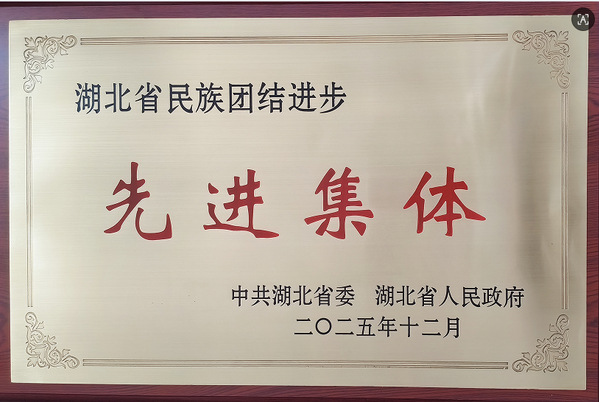 湖北省民族团结进步
先进集体
中共湖北省委 湖北省人民政府
二〇二五年十二月